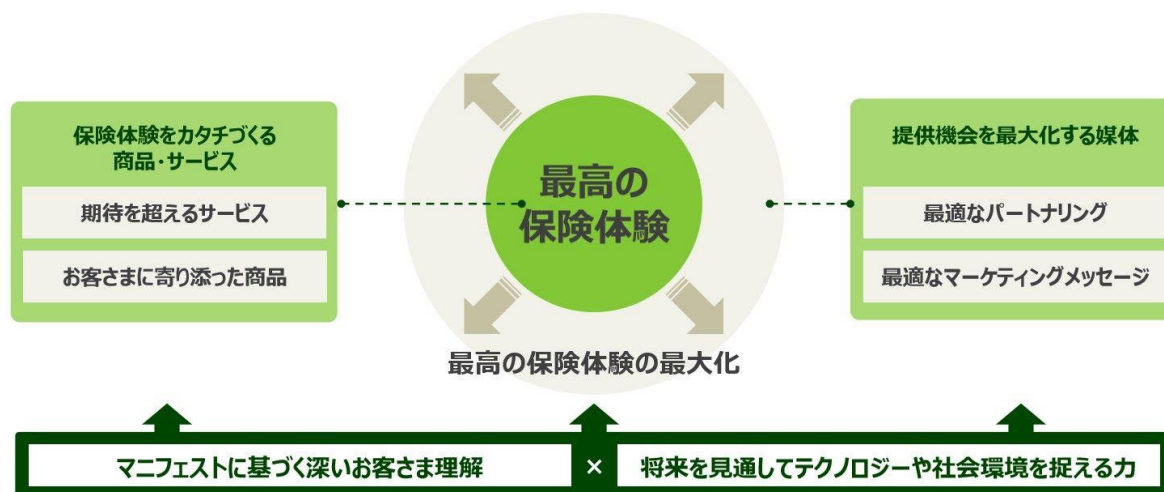 保険体験をカタチづくる
商品・サービス
期待を超えるサービス
お客さまに寄り添った商品
最高の
保険体験
最高の保険体験の最大化
提供機会を最大化する媒体
最適なパートナリング
最適なマーケティングメッセージ
マニフェストに基づく深いお客さま理解
×
将来を見通してテクノロジーや社会環境を捉える力